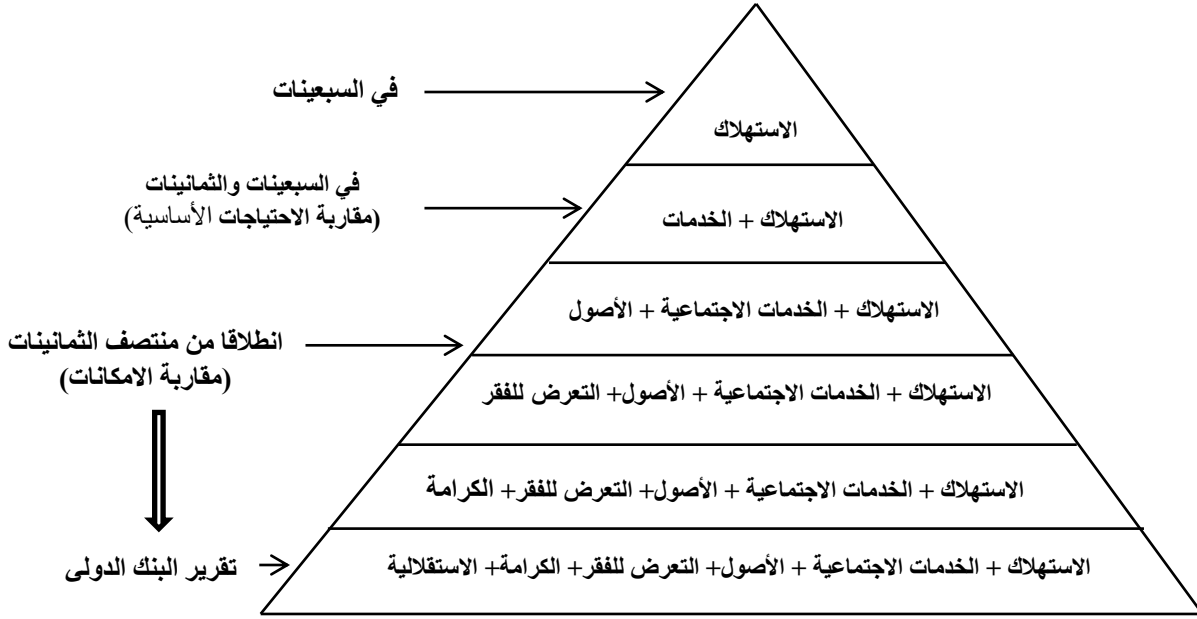 في السبعينات
الاستهلاك
في السبعينات والثمانينات
(مقاربة الاحتياجات الأساسية)
الاستهلاك + الخدمات
الاستهلاك + الخدمات الاجتماعية + الأصول
انطلاقا من منتصف الثمانينات
(مقاربة الامكانات)
الاستهلاك + الخدمات الاجتماعية + الأصول+ التعرض للفقر
الاستهلاك + الخدمات الاجتماعية + الأصول+ التعرض للفقر+ الكرامة
تقرير البنك الدولى
الاستهلاك + الخدمات الاجتماعية + الأصول+ التعرض للفقر+ الكرامة+ الاستقلالية